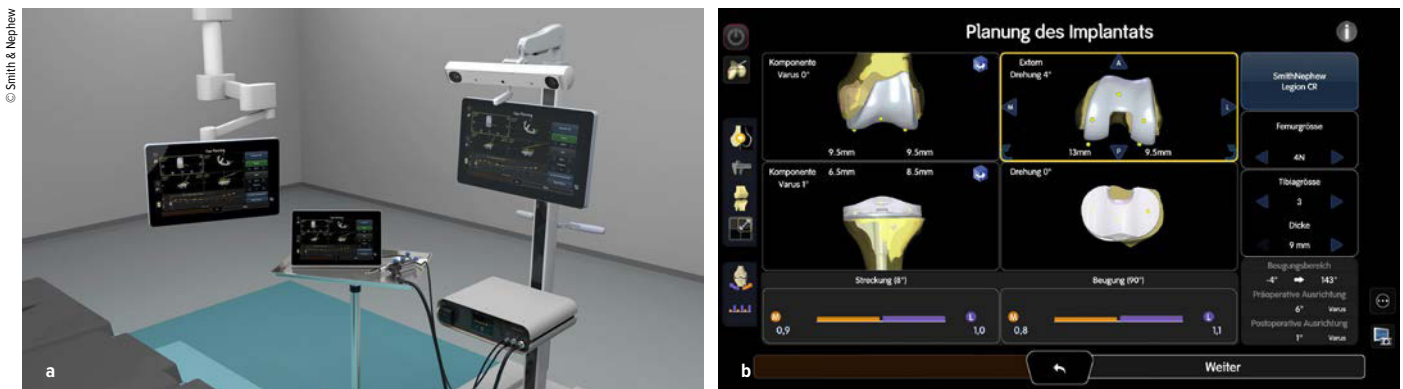 © Smith & Nephew
a
Planung des Implantats
i
Komponente
Varus 0°
9.5mm 9.5mm
Extern
Drehung 4°
A
M
L
13mm P 9.5mm
SmithNephew
Legion CR
Femurgrösse
4N
Komponente
Varus 1°
6.5mm 8.5mm
Drehung 0°
Tibiagrösse
3
Dicke
9 mm
Streckung (8°)
M L
0,9 1,0
Beugung (90°)
M L
0,8 1,1
Beugungsbereich
-4° 143°
Präoperative Ausrichtung
6° Varus
Postoporative Ausrichtung
1° Varus
b
Weiter